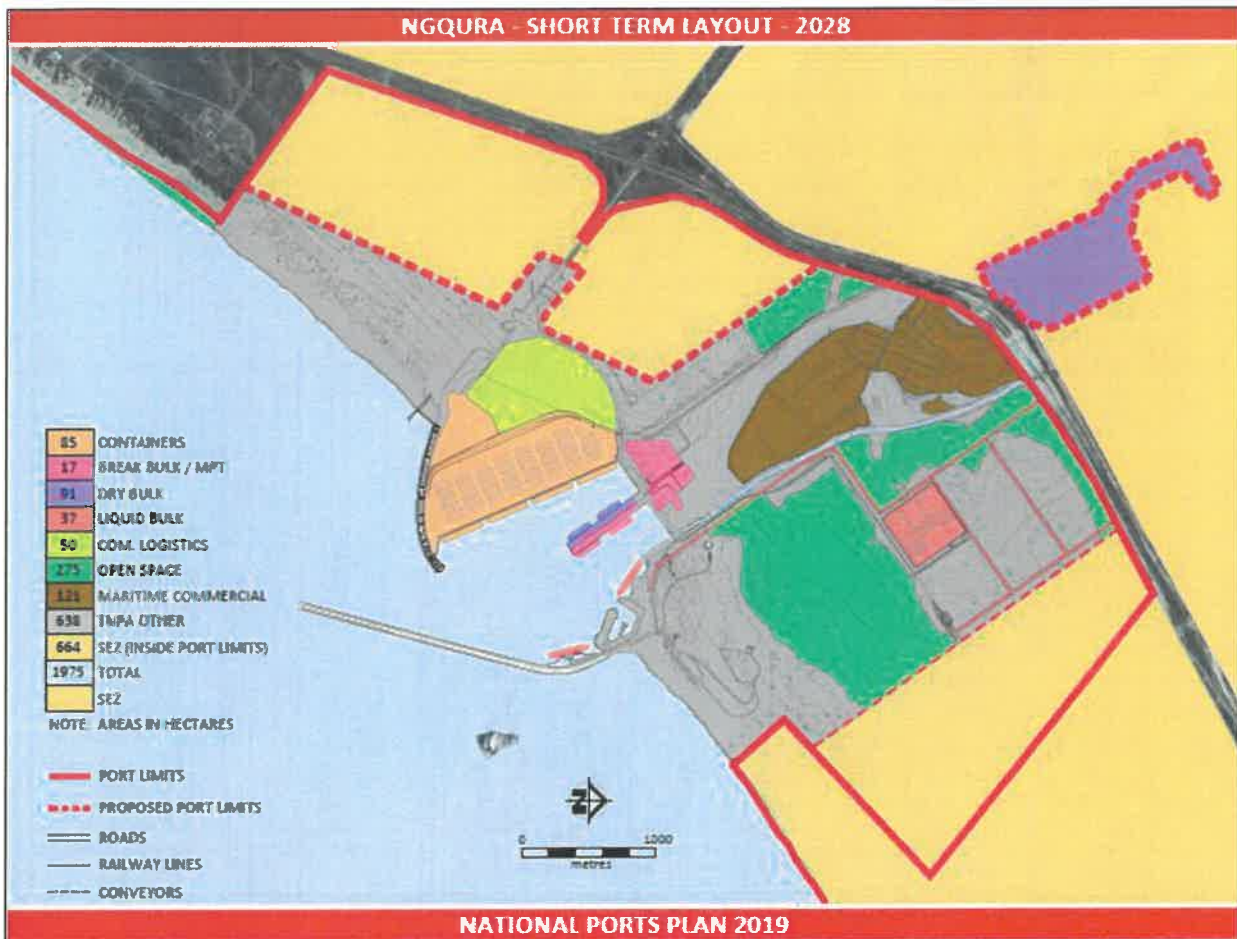 NGQURA - SHORT TERM LAYOUT - 2028
85 CONTAINERS
17 BREAK BULK / MPT
91 DRY BULK
37 LIQUID BULK
50 COM. LOGISTICS
275 OPEN SPACE
121 MARITIME COMMERCIAL
638 TNPA OTHER
664 SEZ (INSIDE PORT LIMITS)
1975 TOTAL
SEZ
NOTE: AREAS IN HECTARES
PORT LIMITS
PROPOSED PORT LIMITS
ROADS
RAILWAY LINES
CONVEYORS
N
0 1000
metres
NATIONAL PORTS PLAN 2019